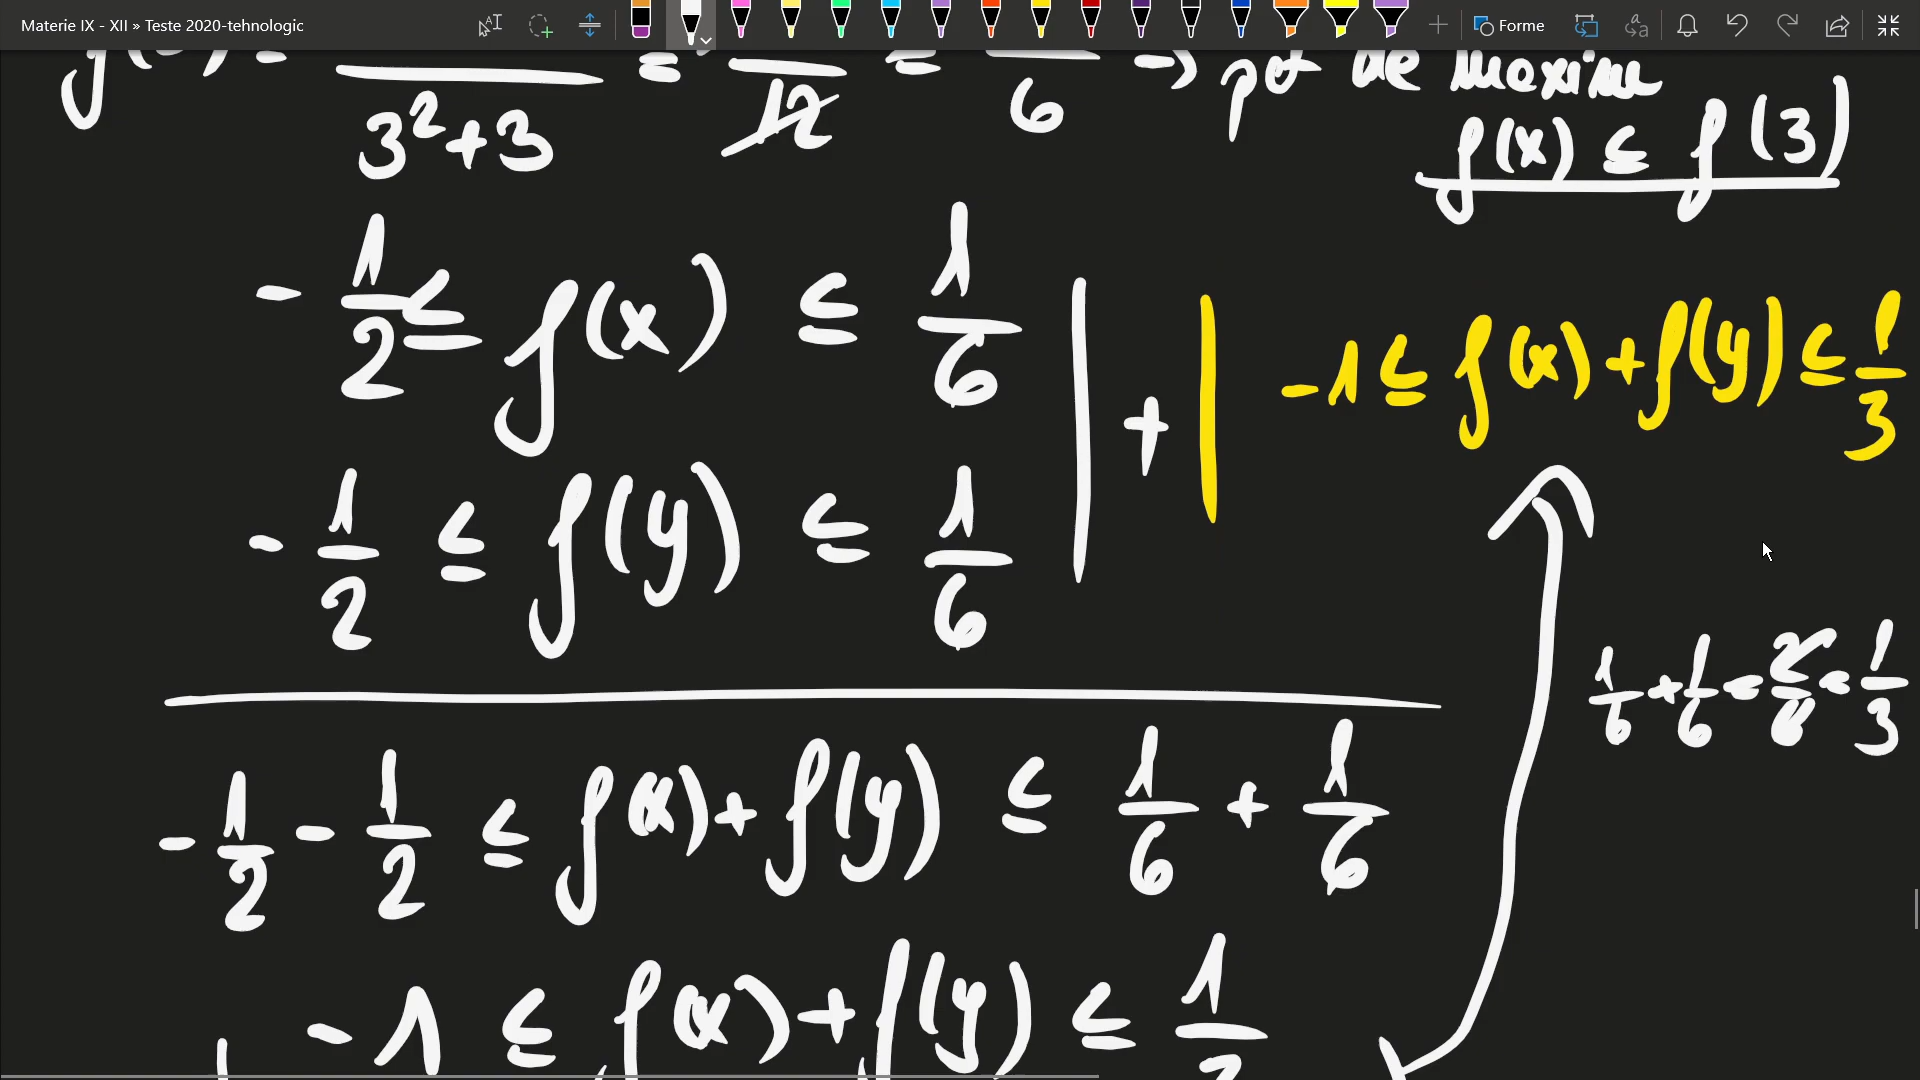 Materie IX - XII » Teste 2020-tehnologic
Forme
3²+3 12 6 → pct de maxim
f(x) ≤ f(3)
-1/2 ≤ f(x) ≤ 1/6
+
-1 ≤ f(x)+f(y) ≤ 1/3
-1/2 ≤ f(y) ≤ 1/6
1/6+1/6=2/6=1/3
-1/2 - 1/2 ≤ f(x)+f(y) ≤ 1/6 + 1/6
-1 ≤ f(x)+f(y) ≤ 1/3